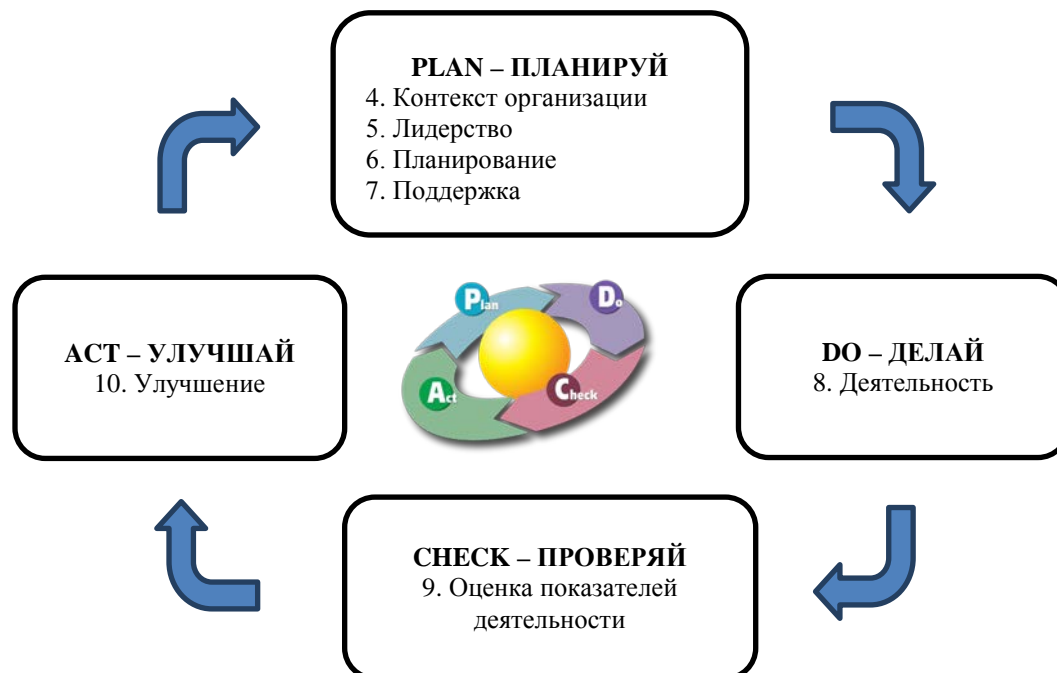 PLAN – ПЛАНИРУЙ
4. Контекст организации
5. Лидерство
6. Планирование
7. Поддержка
ACT – УЛУЧШАЙ
10. Улучшение
Plan
Do
Act
Check
DO – ДЕЛАЙ
8. Деятельность
CHECK – ПРОВЕРЯЙ
9. Оценка показателей
деятельности